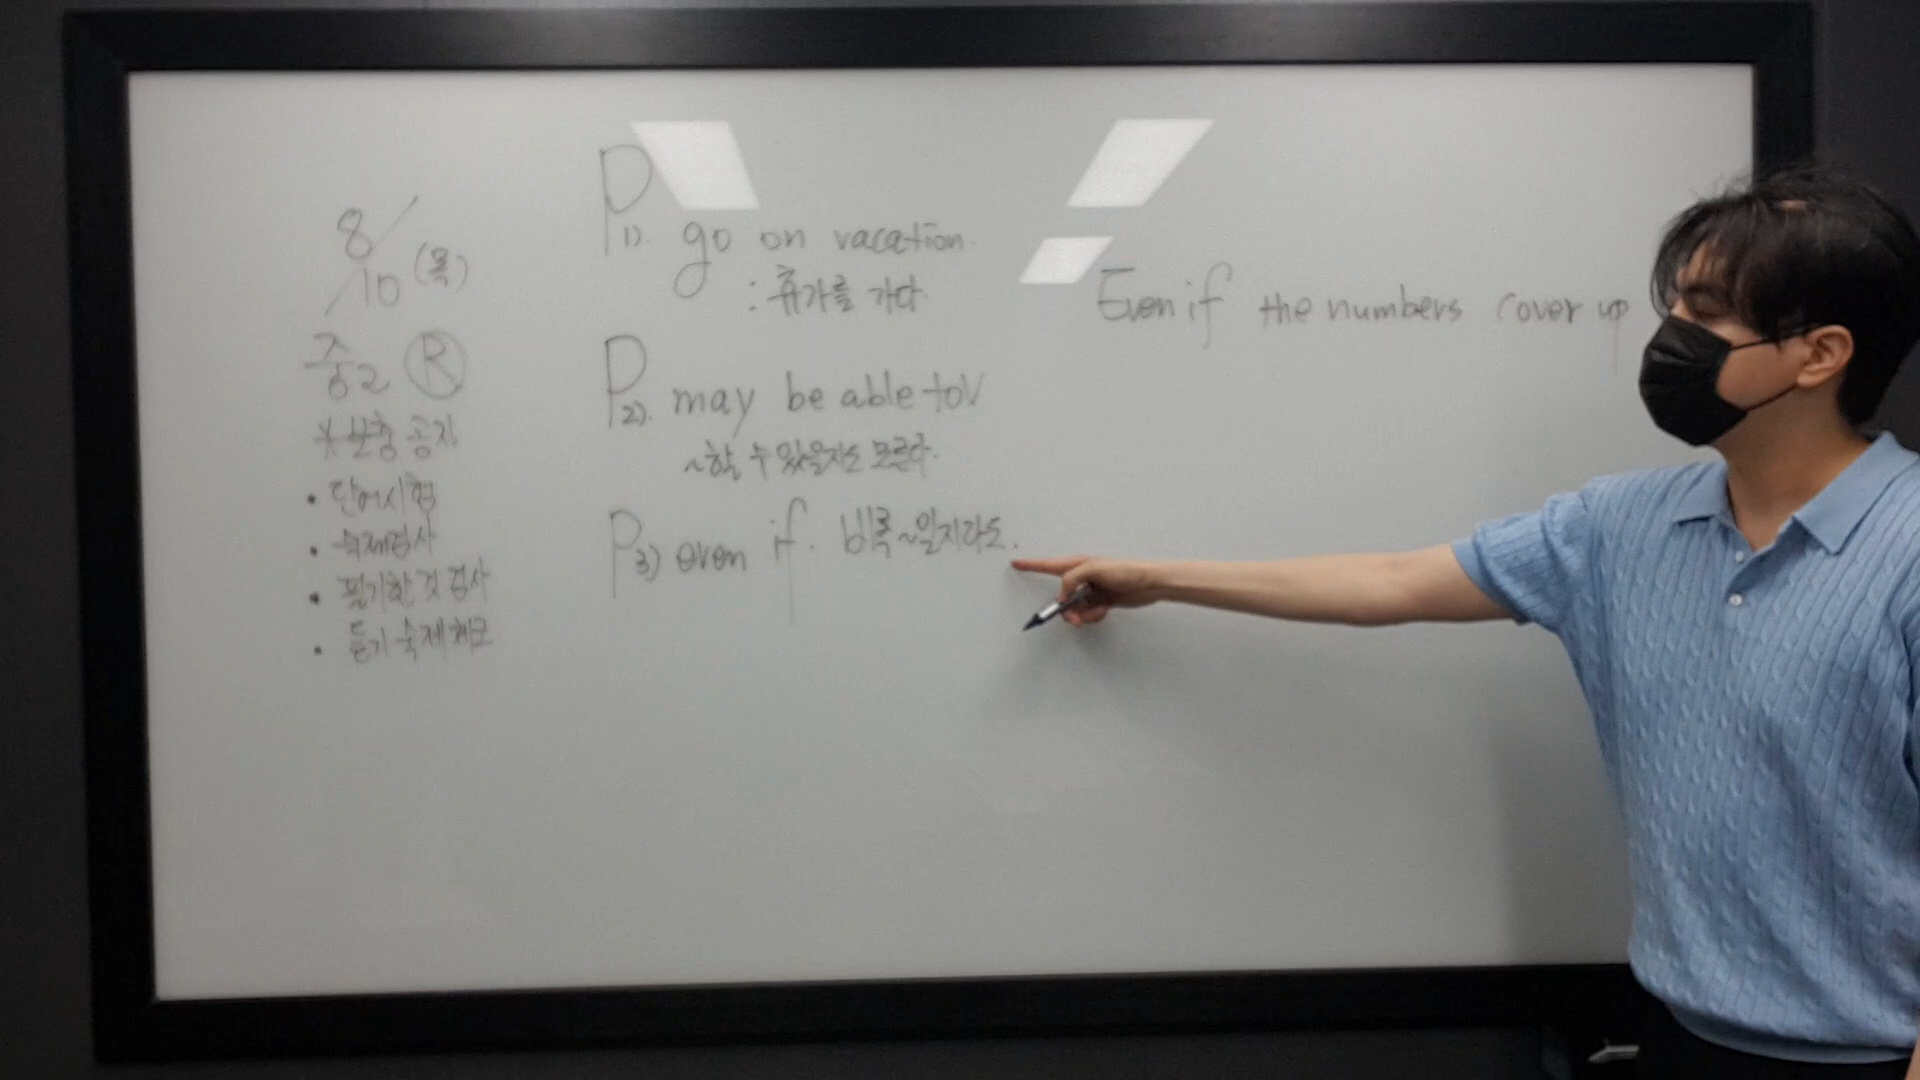 8/10 (목)
중2 Ⓡ
* 보충 공지
• 단어시험
• 숙제검사
• 필기한 것 검사
• 듣기 숙제 체크
P1). go on vacation.
: 휴가를 가다
P2). may be able to V
~할 수 있을지도 모른다.
P3) even if. 비록 ~일지라도.
Even if the numbers cover up